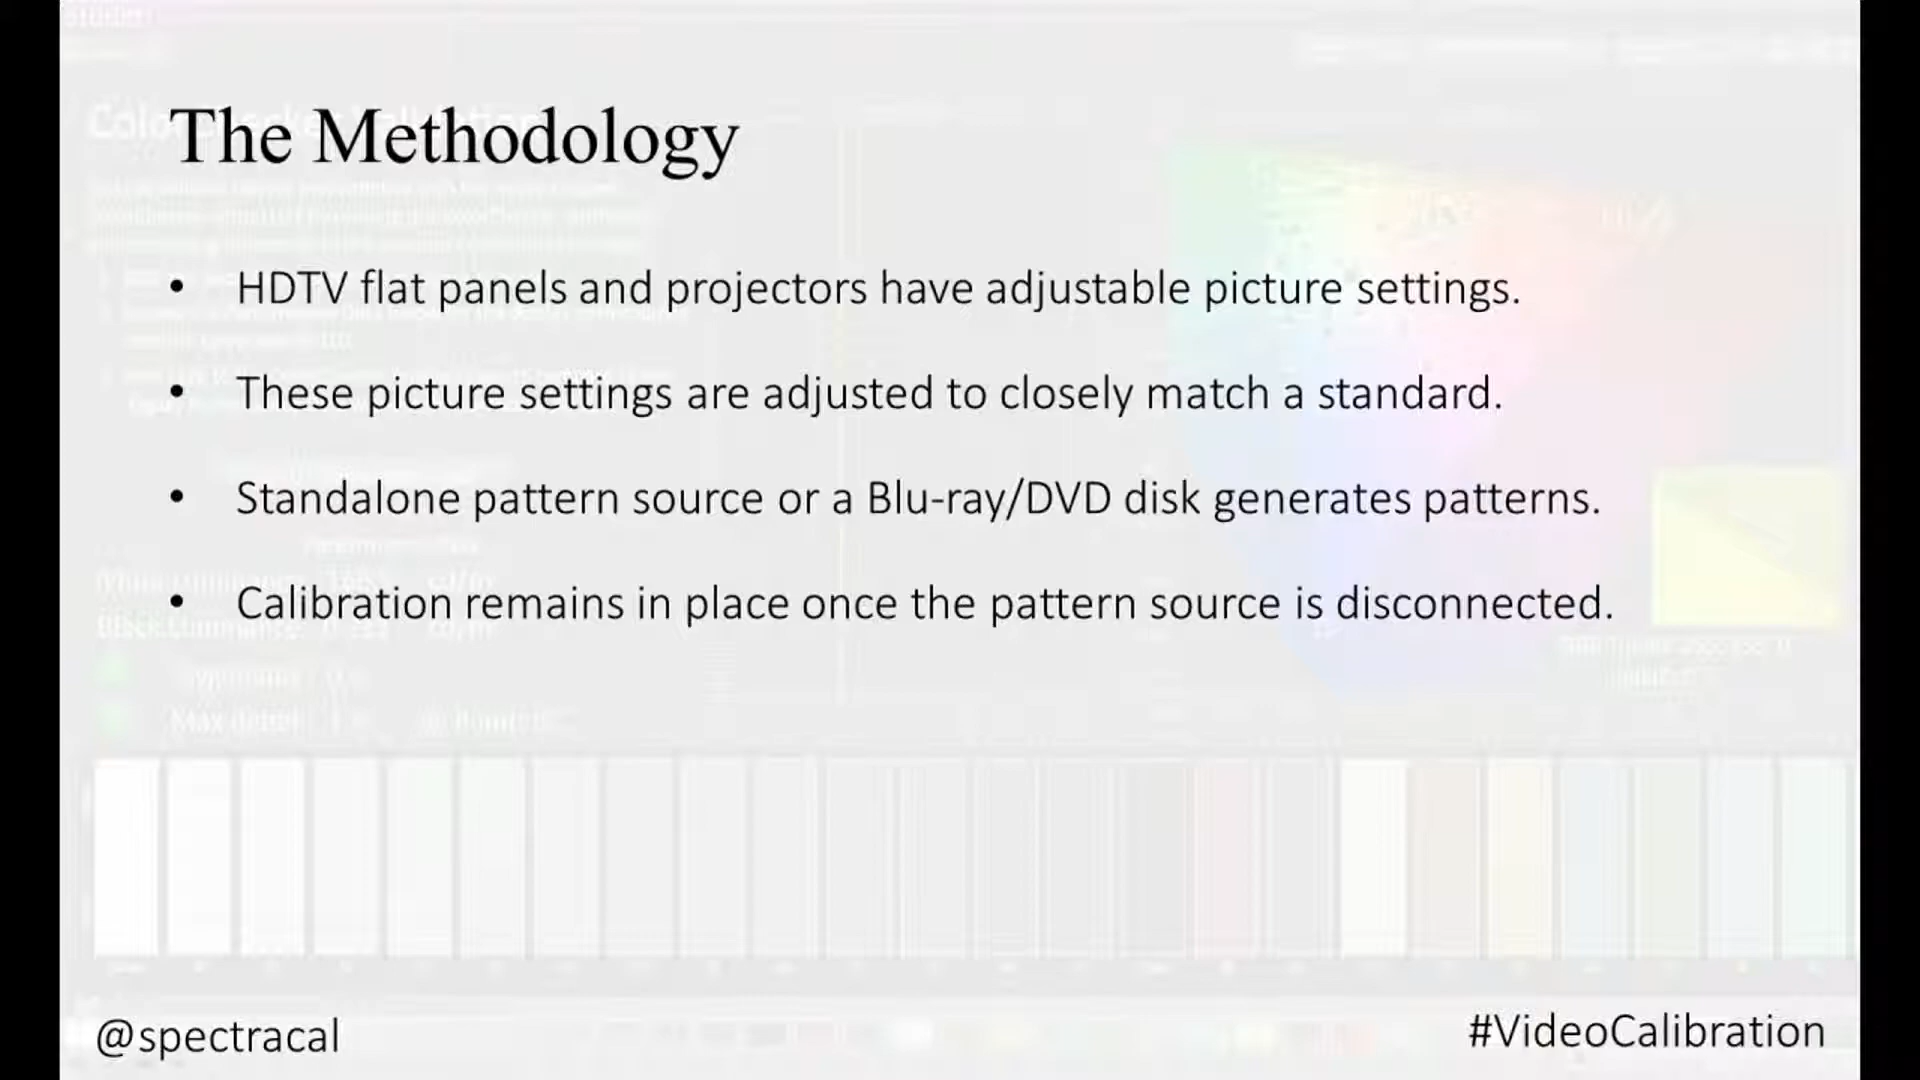 The Methodology
• HDTV flat panels and projectors have adjustable picture settings.
• These picture settings are adjusted to closely match a standard.
• Standalone pattern source or a Blu-ray/DVD disk generates patterns.
• Calibration remains in place once the pattern source is disconnected.
@spectracal
#VideoCalibration